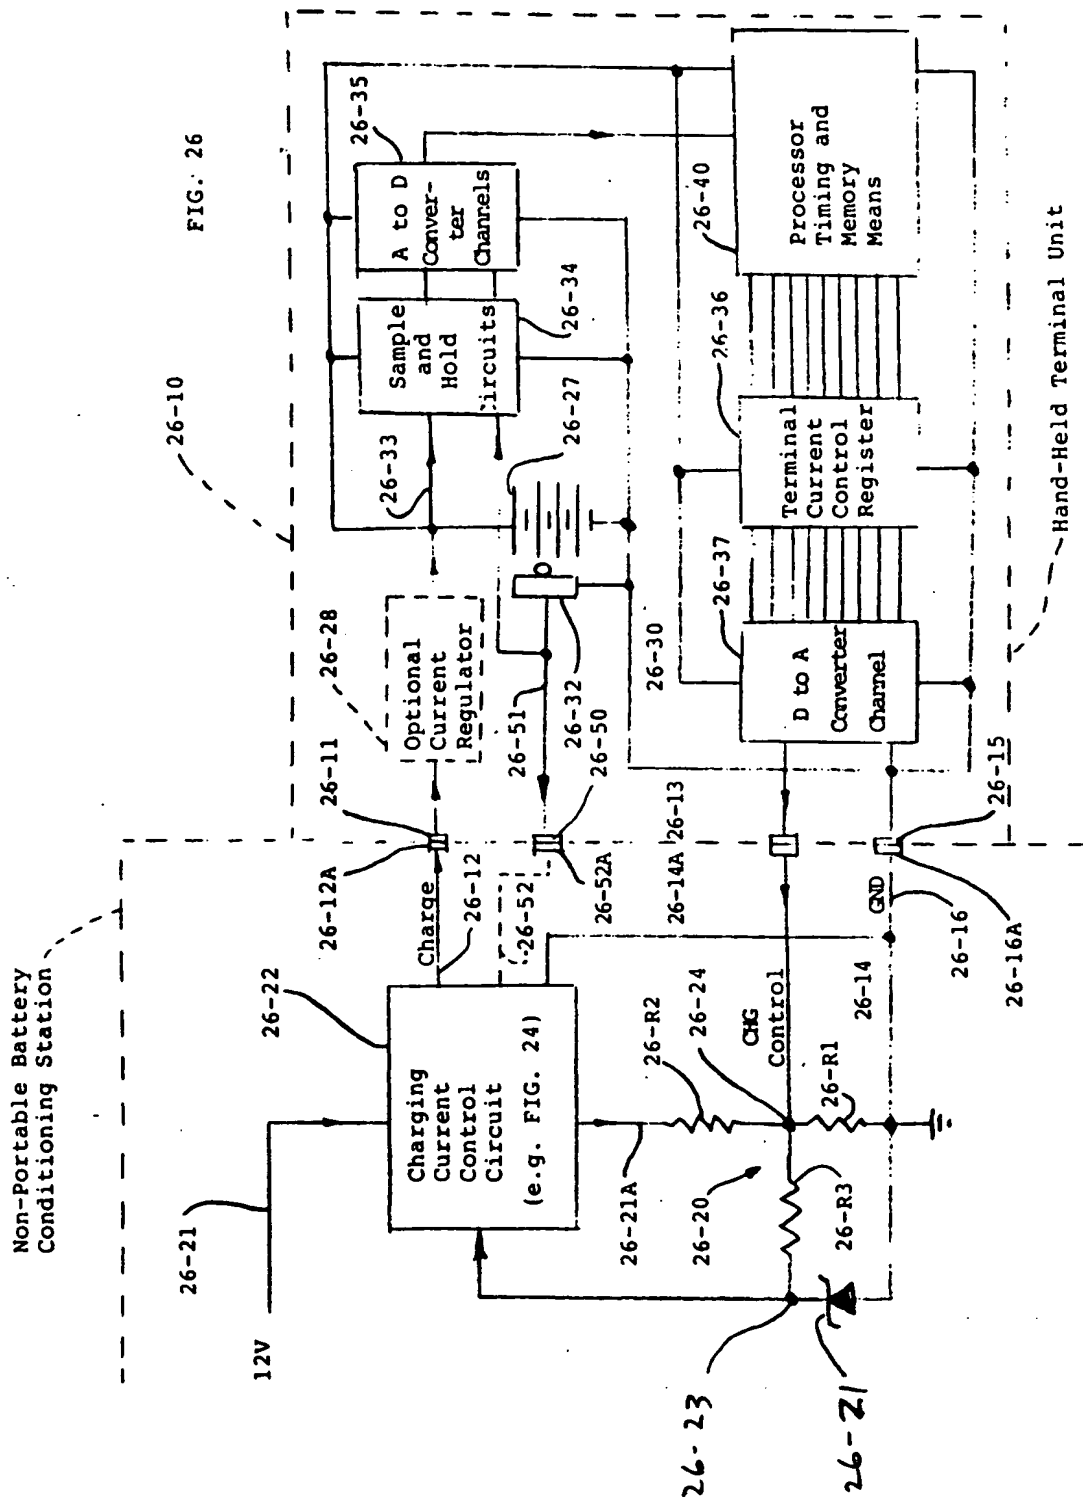 FIG. 26
Non-Portable Battery
Conditioning Station
26-10
26-21
12V
26-22
Charging
Current
Control
Circuit
(e.g. FIG. 24)
Charge
26-12
26-12A
26-11
26-28
Optional
Current
Regulator
26-33
Sample
and
Hold
Circuits
26-34
A to D
Conver-
ter
Channels
26-35
26-27
26-51
26-32
26-50
26-52
26-52A
26-30
26-21A
26-R2
26-24
26-20
26-R3
26-R1
26-23
26-Z1
CHG
Control
26-14
26-14A
26-13
GND
26-16
26-16A
26-15
26-37
D to A
Converter
Channel
26-36
Terminal
Current
Control
Register
26-40
Processor
Timing and
Memory
Means
Hand-Held Terminal Unit